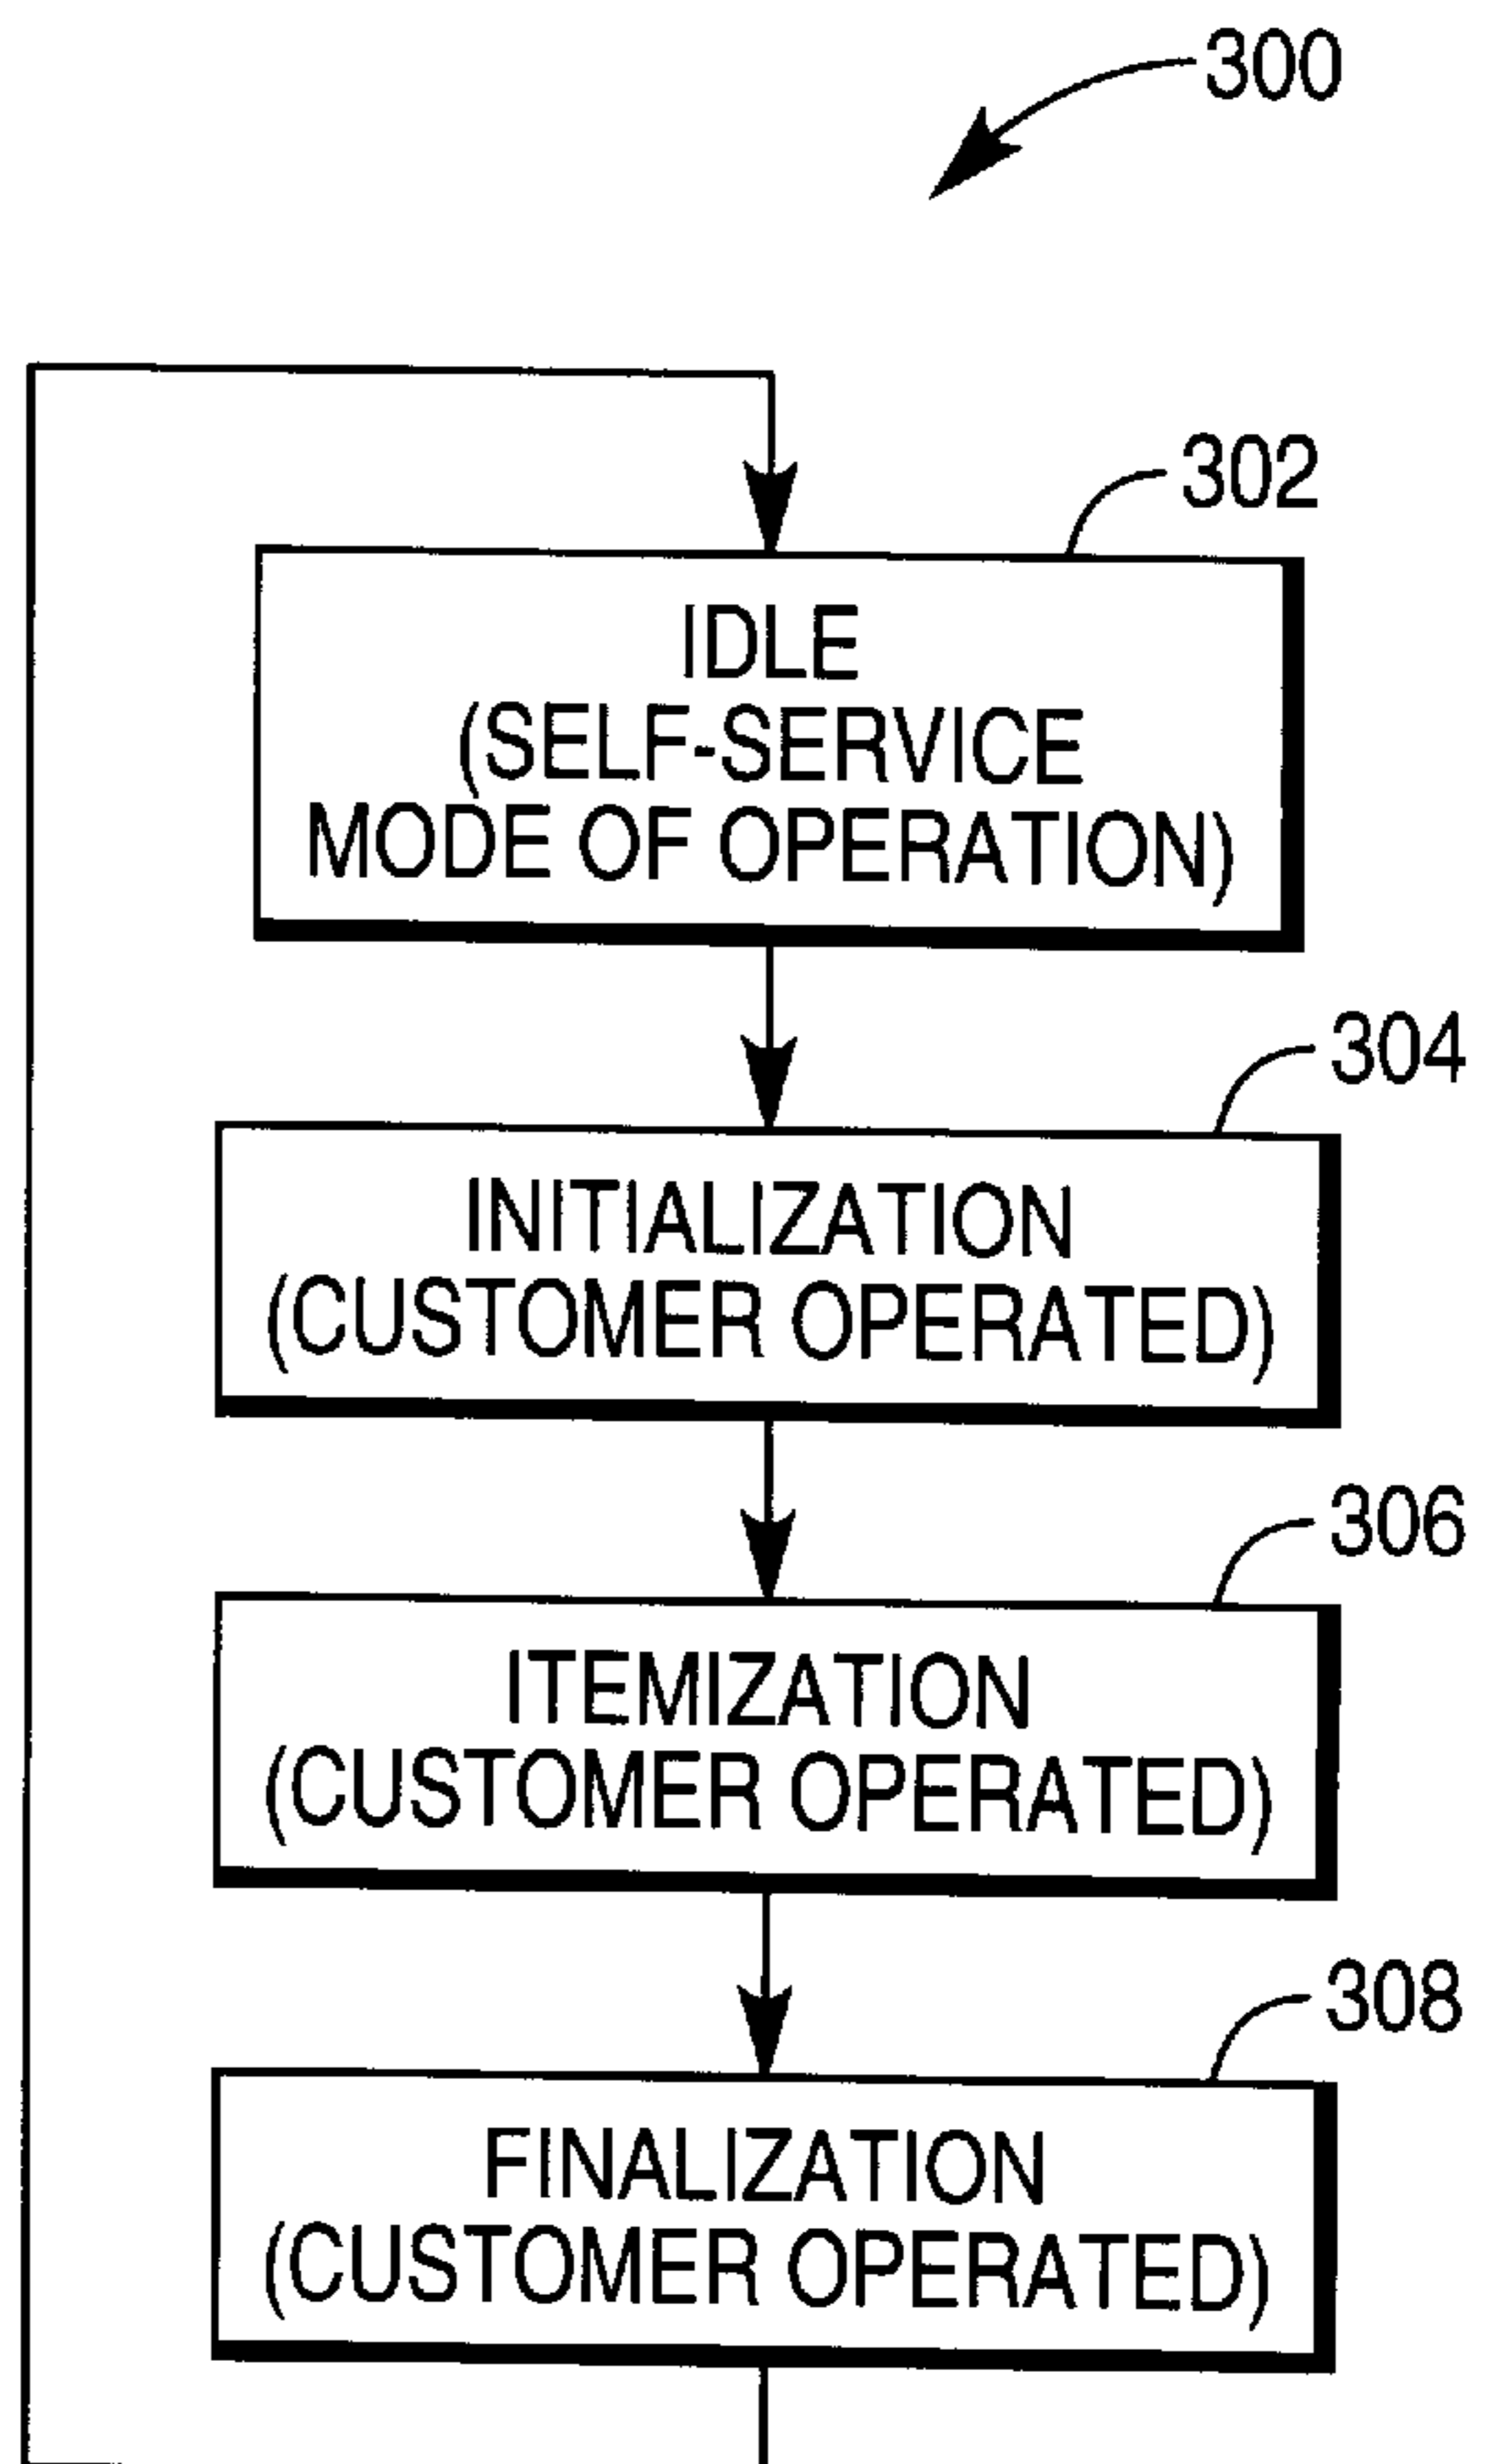 300
302
IDLE
(SELF-SERVICE
MODE OF OPERATION)
304
INITIALIZATION
(CUSTOMER OPERATED)
306
ITEMIZATION
(CUSTOMER OPERATED)
308
FINALIZATION
(CUSTOMER OPERATED)